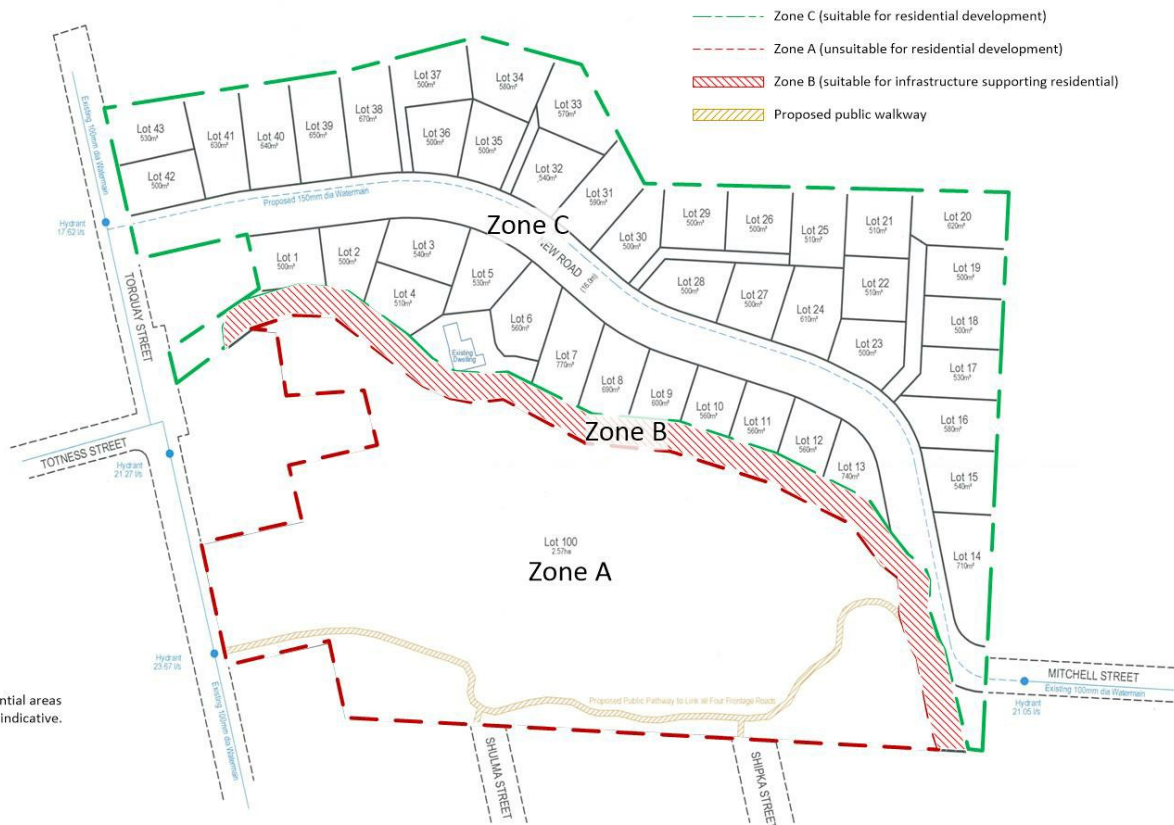 Zone C (suitable for residential development)
Zone A (unsuitable for residential development)
Zone B (suitable for infrastructure supporting residential)
Proposed public walkway
Lot 37
500m²
Lot 34
580m²
Lot 33
570m²
Lot 43
530m²
Lot 41
630m²
Lot 40
640m²
Lot 39
650m²
Lot 38
670m²
Lot 36
500m²
Lot 35
500m²
Lot 32
540m²
Lot 42
500m²
Lot 31
590m²
Existing 100mm dia Watermain
Proposed 150mm dia Watermain
Hydrant
17.62 l/s
Zone C
NEW ROAD
(18.0m)
Lot 30
500m²
Lot 29
500m²
Lot 26
500m²
Lot 25
510m²
Lot 21
510m²
Lot 20
620m²
Lot 1
500m²
Lot 2
500m²
Lot 3
540m²
Lot 5
530m²
Lot 4
510m²
Lot 6
560m²
Lot 28
500m²
Lot 27
500m²
Lot 24
610m²
Lot 22
510m²
Lot 19
500m²
Lot 18
500m²
Lot 23
500m²
Lot 17
530m²
TORQUAY STREET
Existing
Dwelling
Lot 7
770m²
Lot 8
690m²
Lot 9
600m²
Lot 10
560m²
Lot 11
560m²
Lot 12
560m²
Lot 13
740m²
Lot 16
580m²
Lot 15
540m²
Lot 14
710m²
Zone B
TOTNESS STREET
Hydrant
21.27 l/s
Lot 100
2.57ha
Zone A
Hydrant
23.67 l/s
Existing 100mm dia Watermain
Proposed Public Pathway to Link all Four Frontage Roads
MITCHELL STREET
Existing 100mm dia Watermain
Hydrant
21.05 l/s
ntial areas
indicative.
SHULMA STREET
SHIPKA STREET